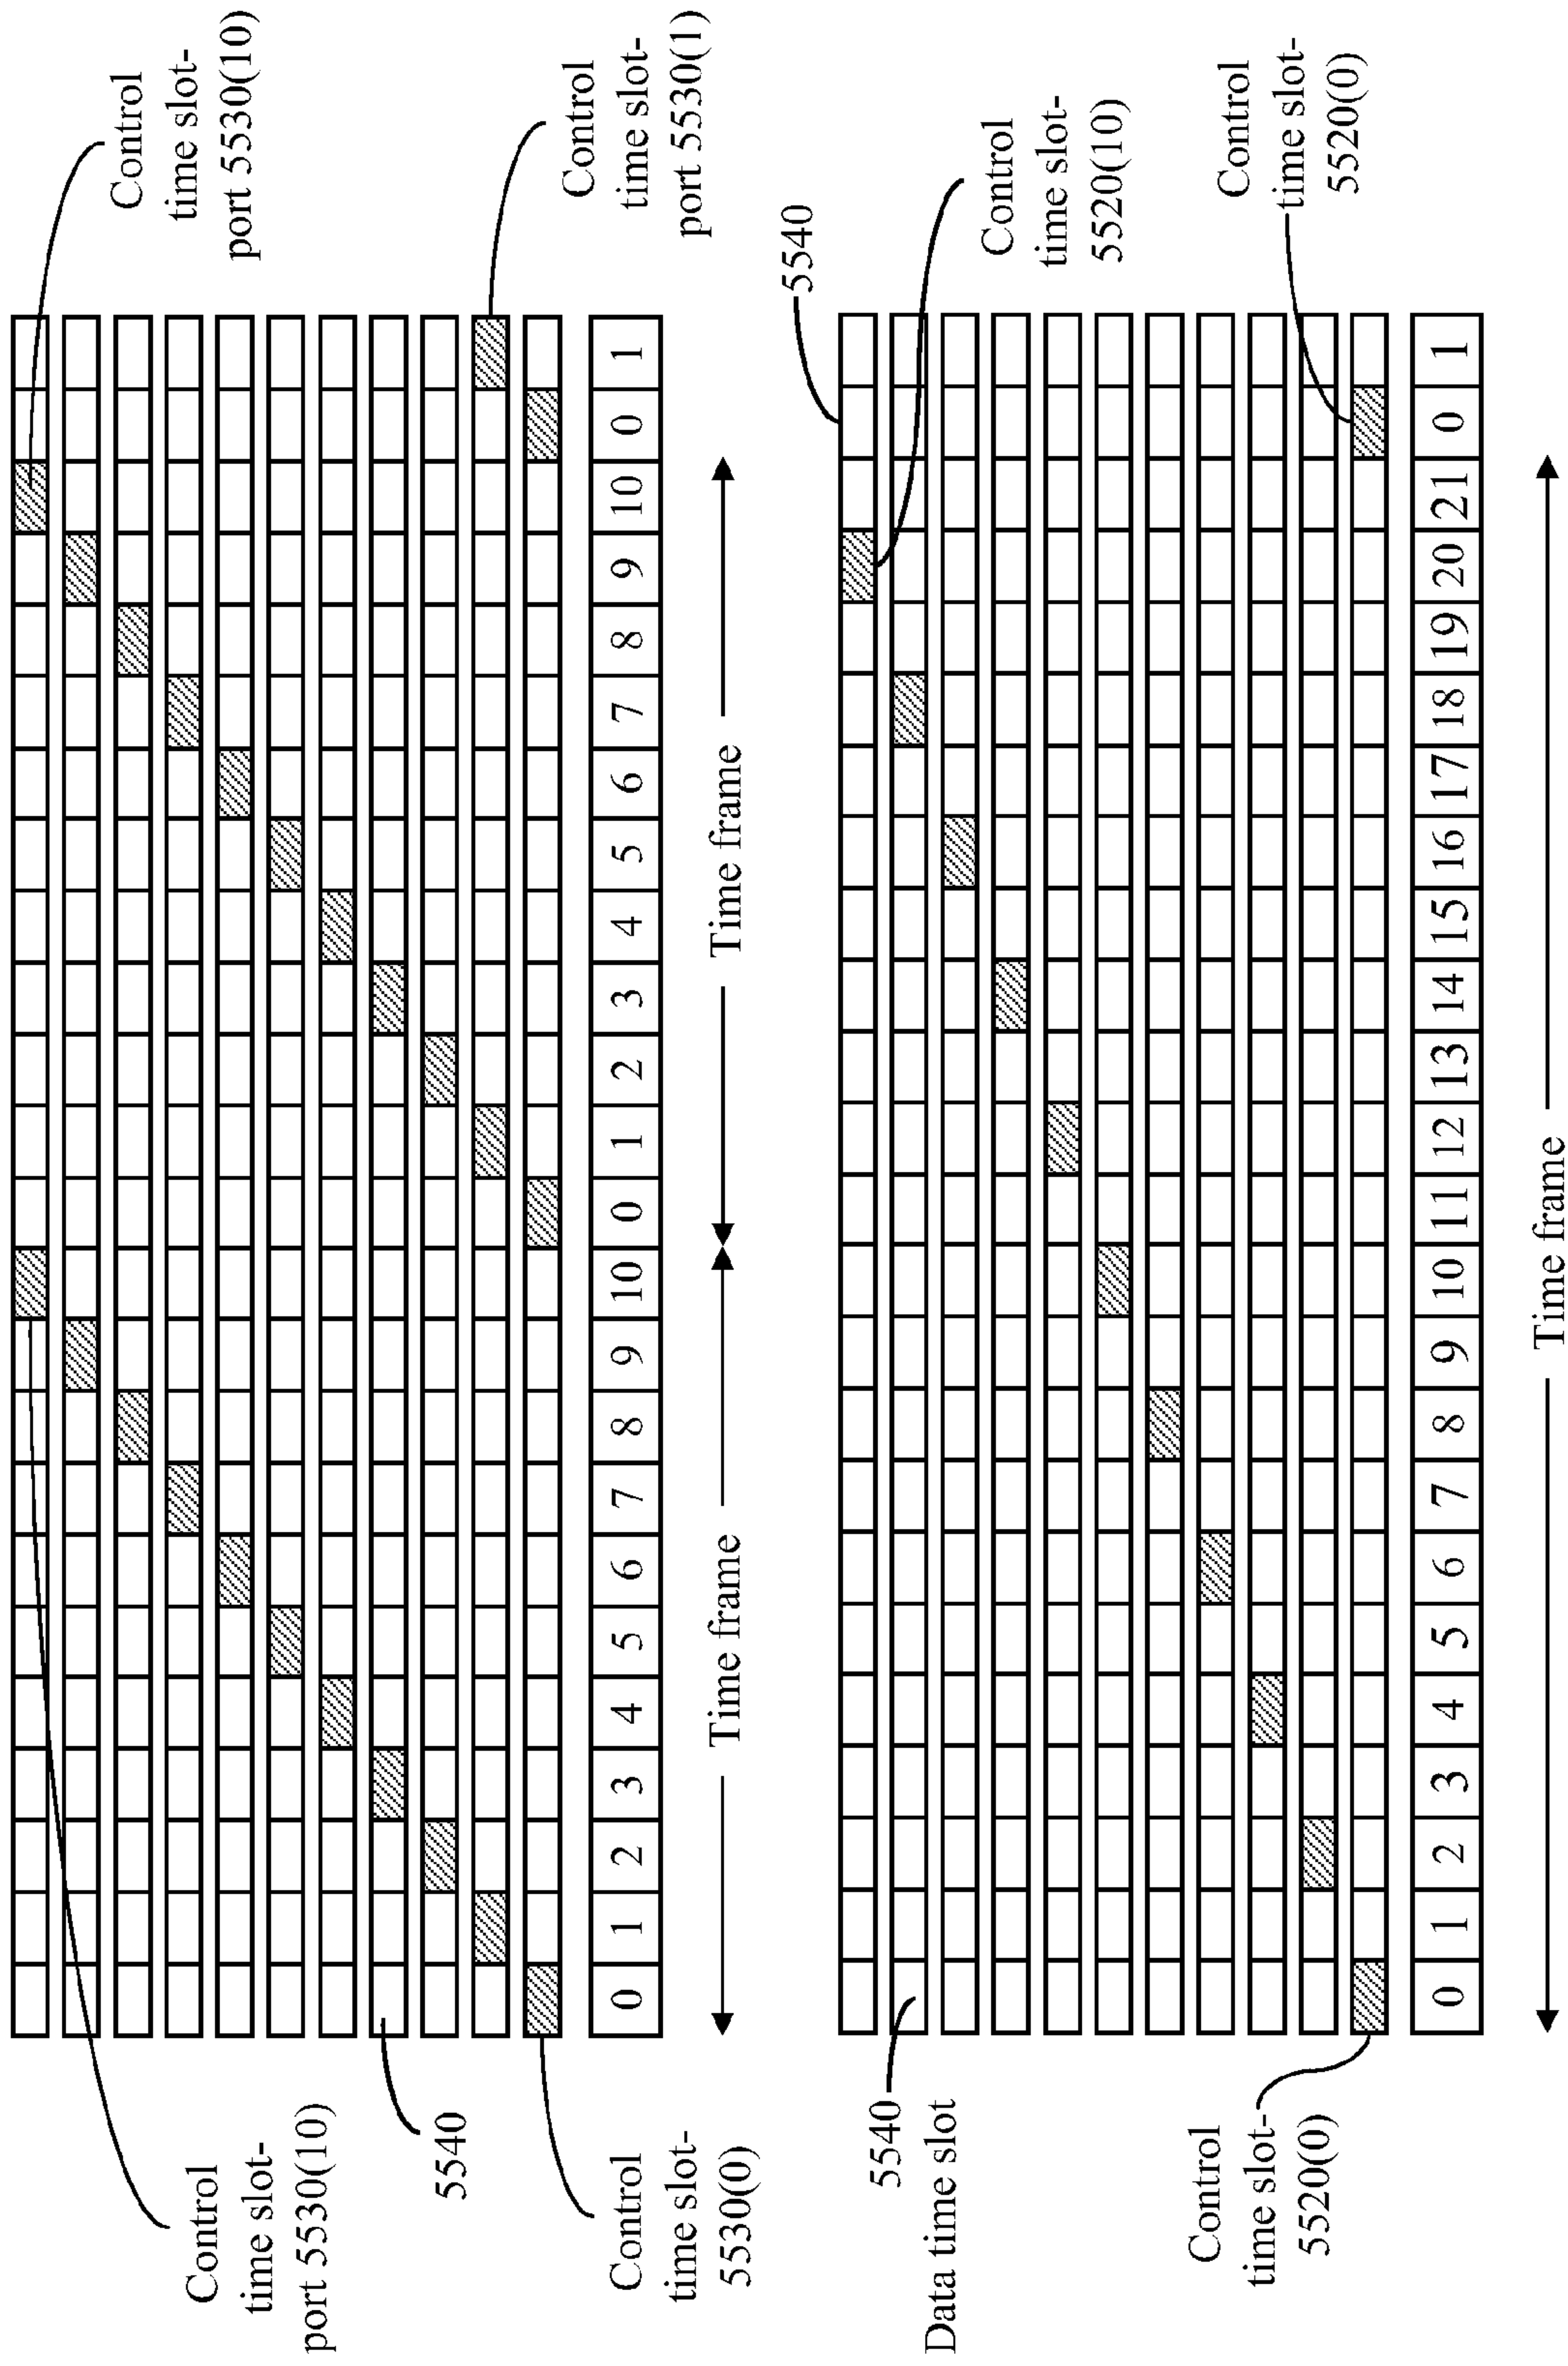 Control
time slot-
port 5530(10)
Control
time slot-
port 5530(10)
5540
Control
time slot-
5530(0)
Control
time slot-
port 5530(1)
0 1 2 3 4 5 6 7 8 9 10 0 1 2 3 4 5 6 7 8 9 10 0 1
Time frame
Time frame
5540
5540
Data time slot
Control
time slot-
5520(10)
Control
time slot-
5520(0)
Control
time slot-
5520(0)
0 1 2 3 4 5 6 7 8 9 10 11 12 13 14 15 16 17 18 19 20 21 0 1
Time frame